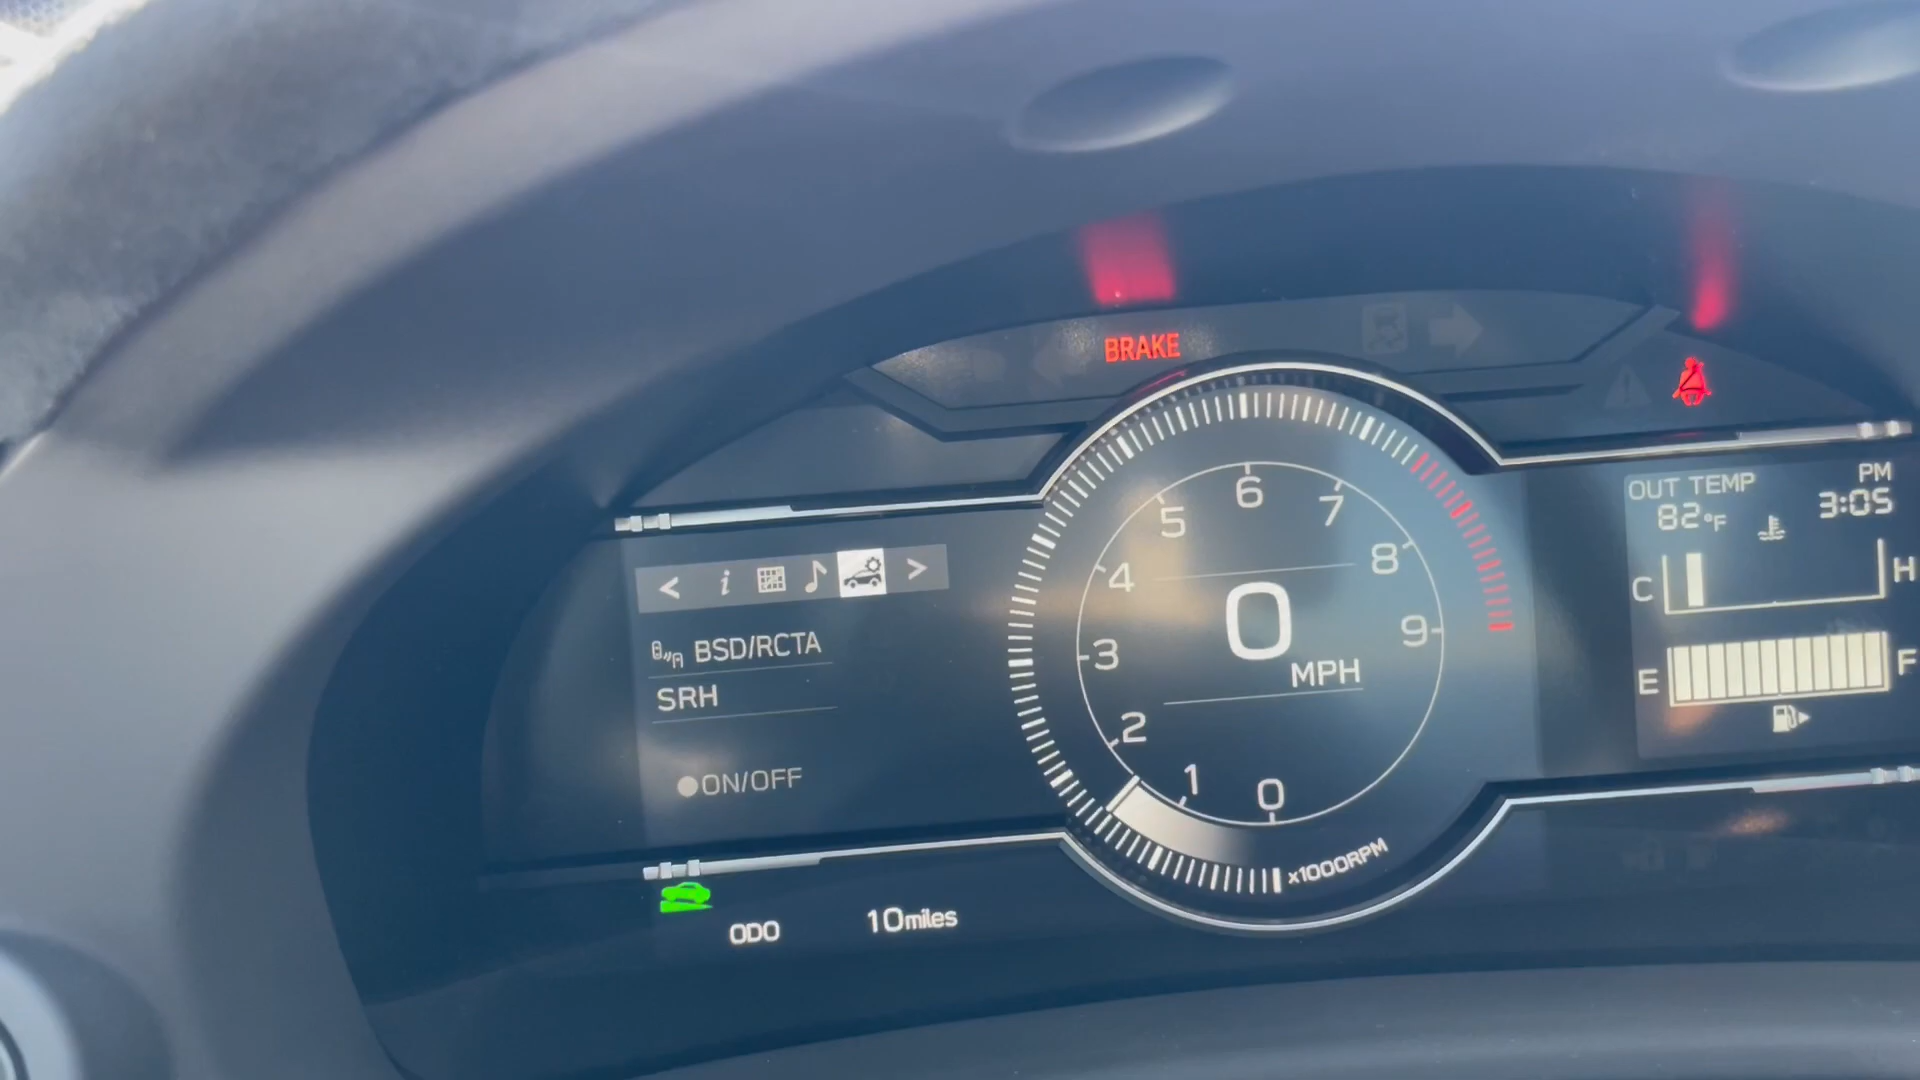 BRAKE
OUT TEMP
PM
82°F
3:05
C
H
E
F
i
BSD/RCTA
SRH
ON/OFF
6
5
7
4
8
3
9
2
1
0
0
MPH
x1000RPM
ODO
10miles